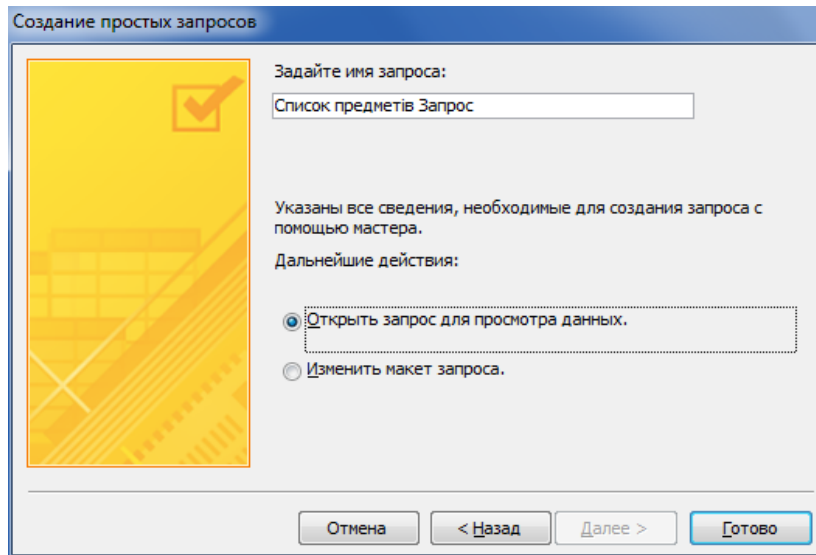 Создание простых запросов
Задайте имя запроса:
Список предметів Запрос
Указаны все сведения, необходимые для создания запроса с
помощью мастера.
Дальнейшие действия:
Открыть запрос для просмотра данных.
Изменить макет запроса.
Отмена
< Назад
Далее >
Готово